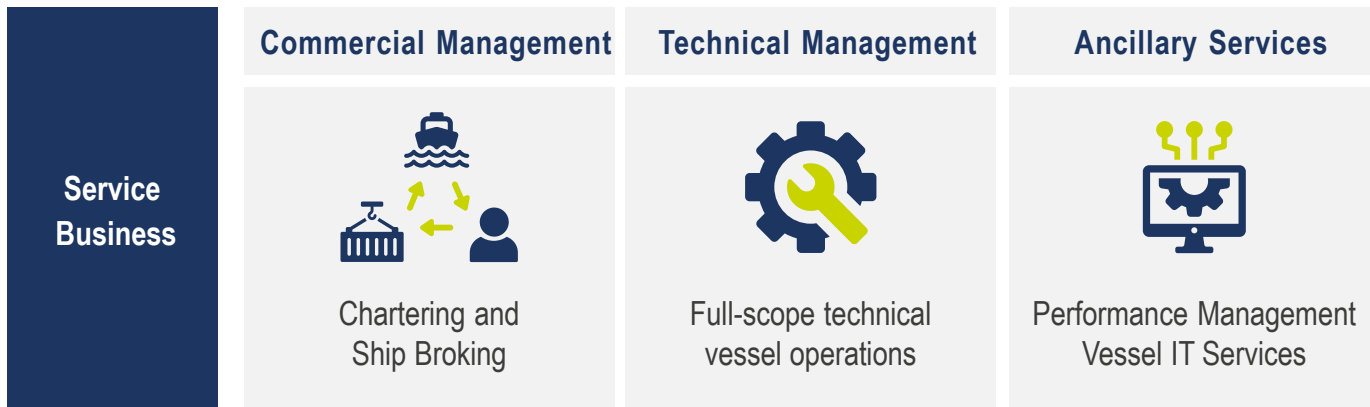 Commercial Management
Technical Management
Ancillary Services
Service
Business
Chartering and
Ship Broking
Full-scope technical
vessel operations
Performance Management
Vessel IT Services